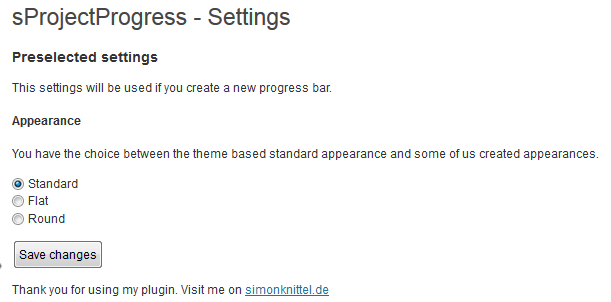 sProjectProgress - Settings
Preselected settings
This settings will be used if you create a new progress bar.
Appearance
You have the choice between the theme based standard appearance and some of us created appearances.
Standard
Flat
Round
Save changes
Thank you for using my plugin. Visit me on simonknittel.de